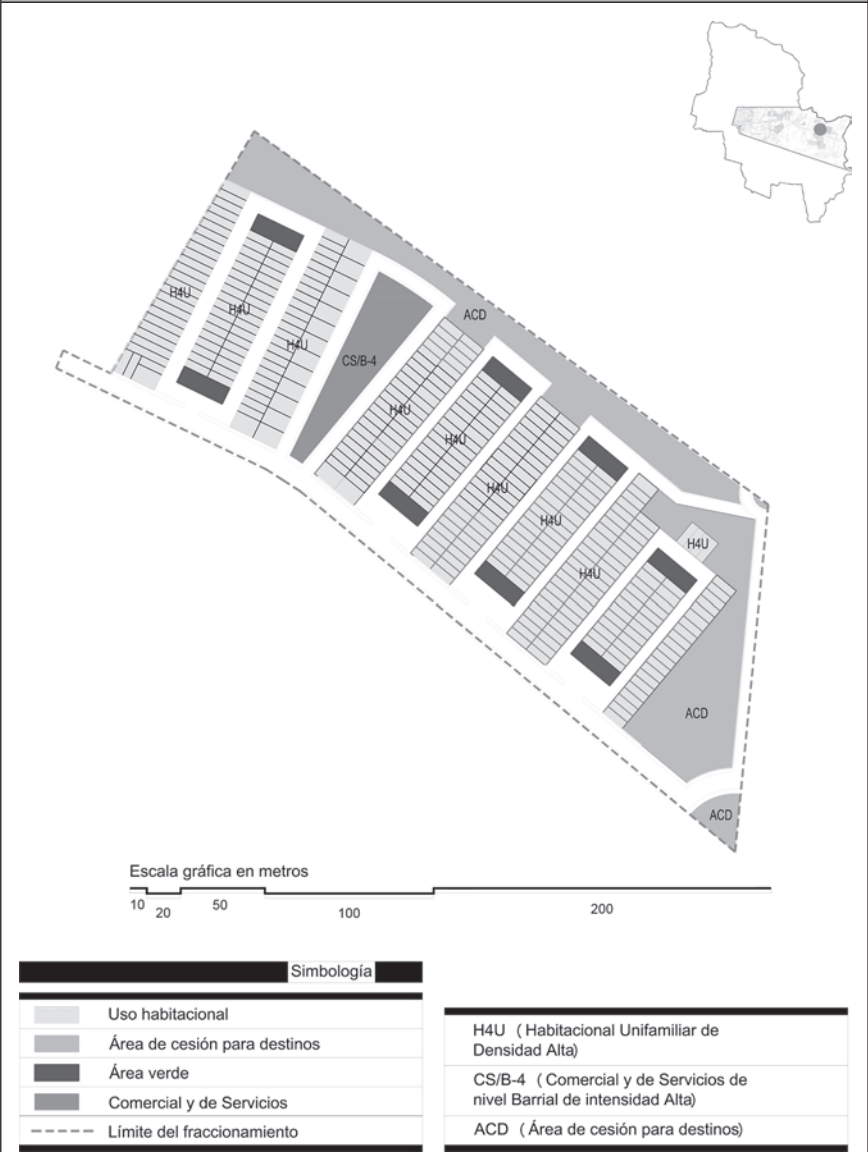 H4U
H4U
H4U
ACD
CS/B-4
H4U
H4U
H4U
H4U
H4U
H4U
ACD
ACD
Escala gráfica en metros
10 20 50 100 200
Simbología
Uso habitacional
Área de cesión para destinos
Área verde
Comercial y de Servicios
Límite del fraccionamiento
H4U ( Habitacional Unifamiliar de
Densidad Alta)
CS/B-4 ( Comercial y de Servicios de
nivel Barrial de intensidad Alta)
ACD ( Área de cesión para destinos)